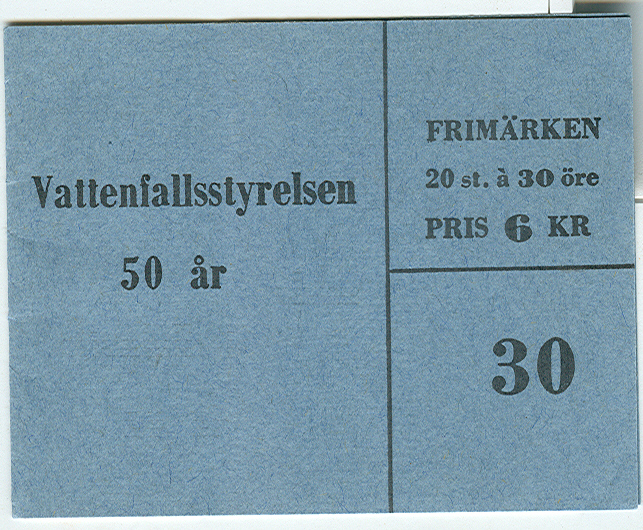 Vattenfallsstyrelsen
50 år
FRIMÄRKEN
20 st. à 30 öre
PRIS 6 KR
30